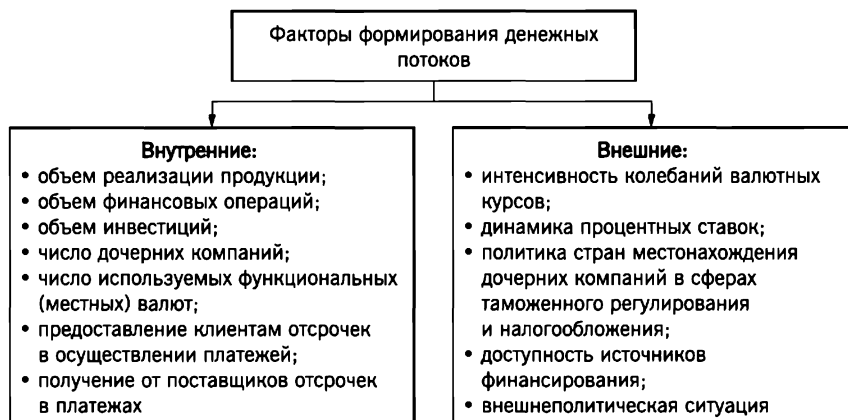 Факторы формирования денежных
потоков
Внутренние:
• объем реализации продукции;
• объем финансовых операций;
• объем инвестиций;
• число дочерних компаний;
• число используемых функциональных
(местных) валют;
• предоставление клиентам отсрочек
в осуществлении платежей;
• получение от поставщиков отсрочек
в платежах
Внешние:
• интенсивность колебаний валютных
курсов;
• динамика процентных ставок;
• политика стран местонахождения
дочерних компаний в сферах
таможенного регулирования
и налогообложения;
• доступность источников
финансирования;
• внешнеполитическая ситуация